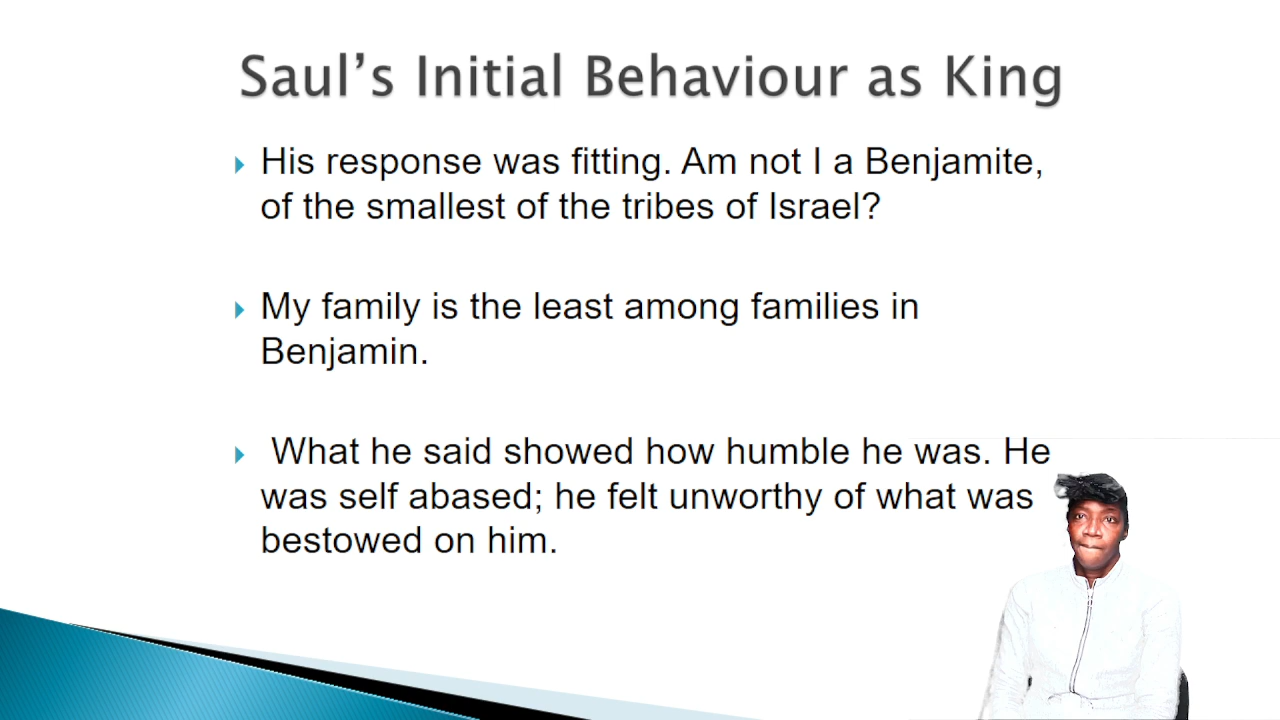 Saul’s Initial Behaviour as King
His response was fitting. Am not I a Benjamite,
of the smallest of the tribes of Israel?
My family is the least among families in
Benjamin.
What he said showed how humble he was. He
was self abased; he felt unworthy of what was
bestowed on him.